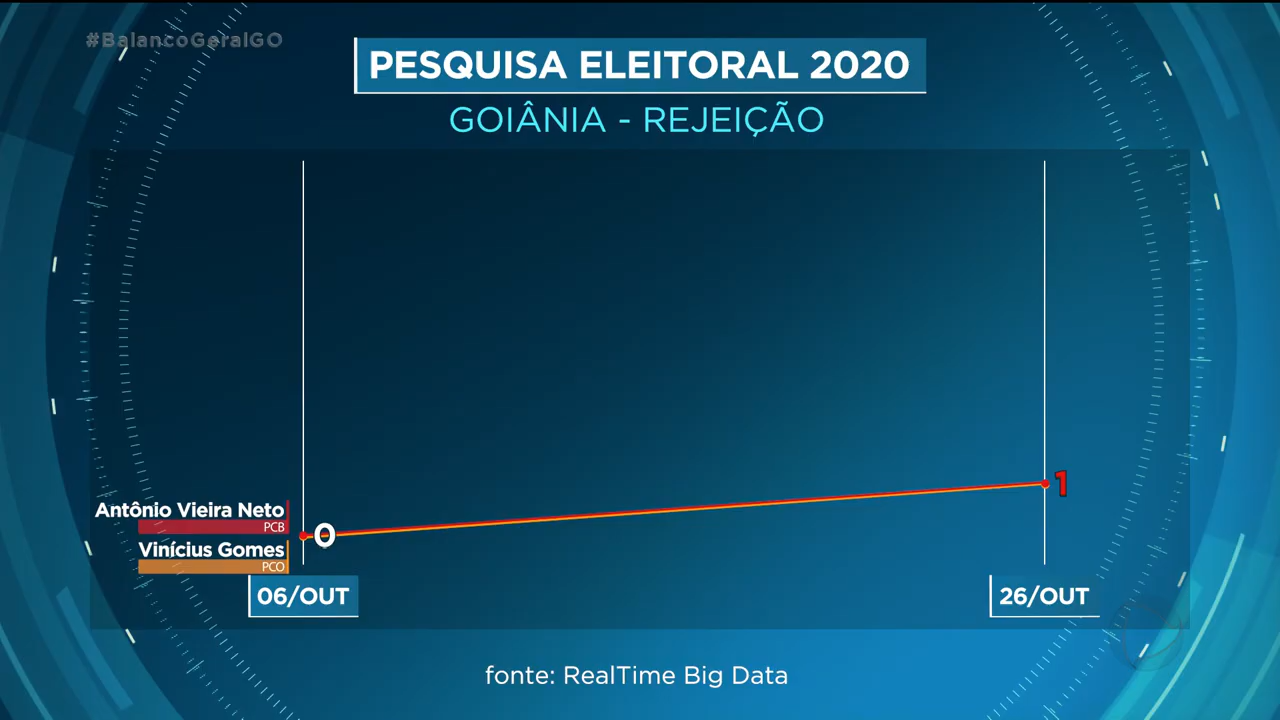 #BalancoGeralGO
PESQUISA ELEITORAL 2020
GOIÂNIA - REJEIÇÃO
Antônio Vieira Neto
PCB
Vinícius Gomes
PCO
0
1
06/OUT
26/OUT
fonte: RealTime Big Data